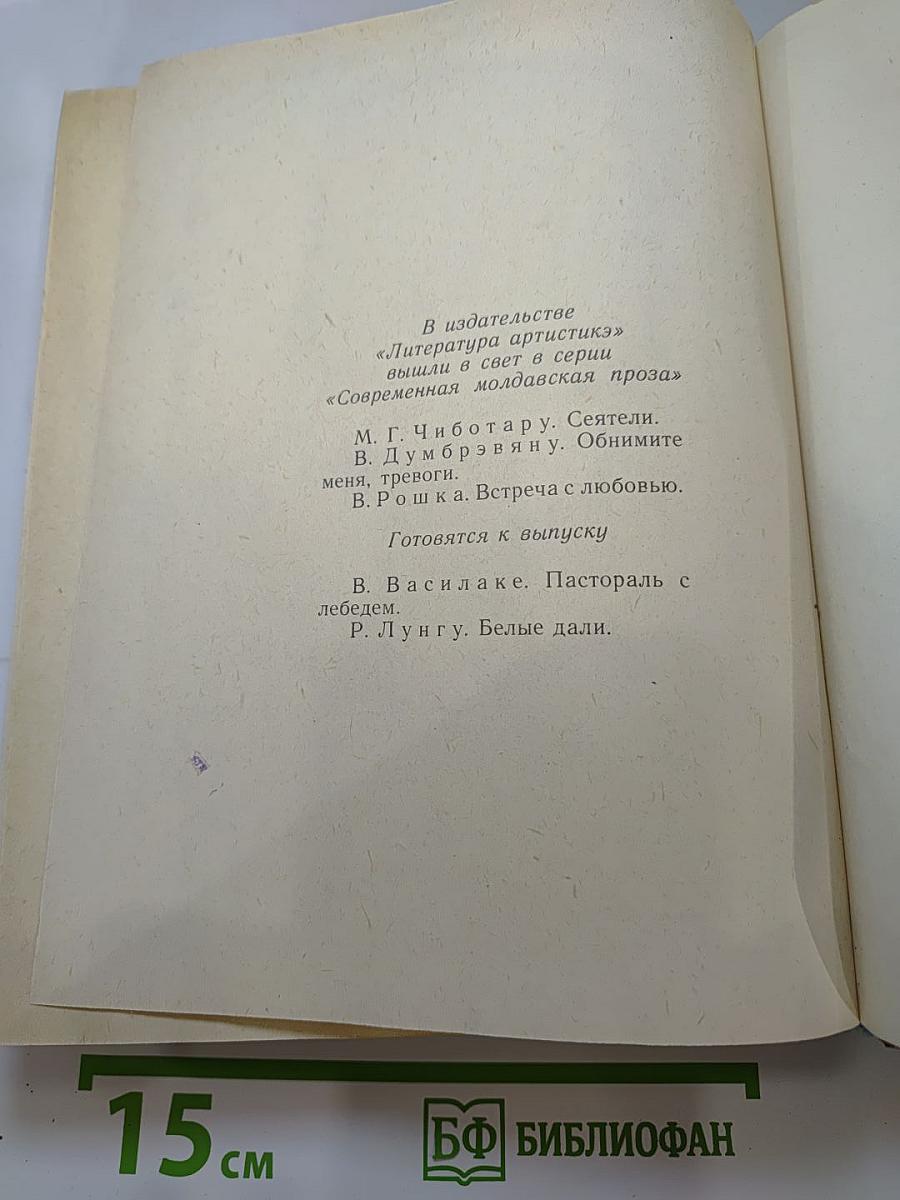 В издательстве
«Литература артистикэ»
вышли в свет в серии
«Современная молдавская проза»
М. Г. Чиботару. Сеятели.
В. Думбрэвяну. Обнимите
меня, тревоги.
В. Рошка. Встреча с любовью.
Готовятся к выпуску
В. Василаке. Пастораль с
лебедем.
Р. Лунгу. Белые дали.
15 см
БФ БИБЛИОФАН